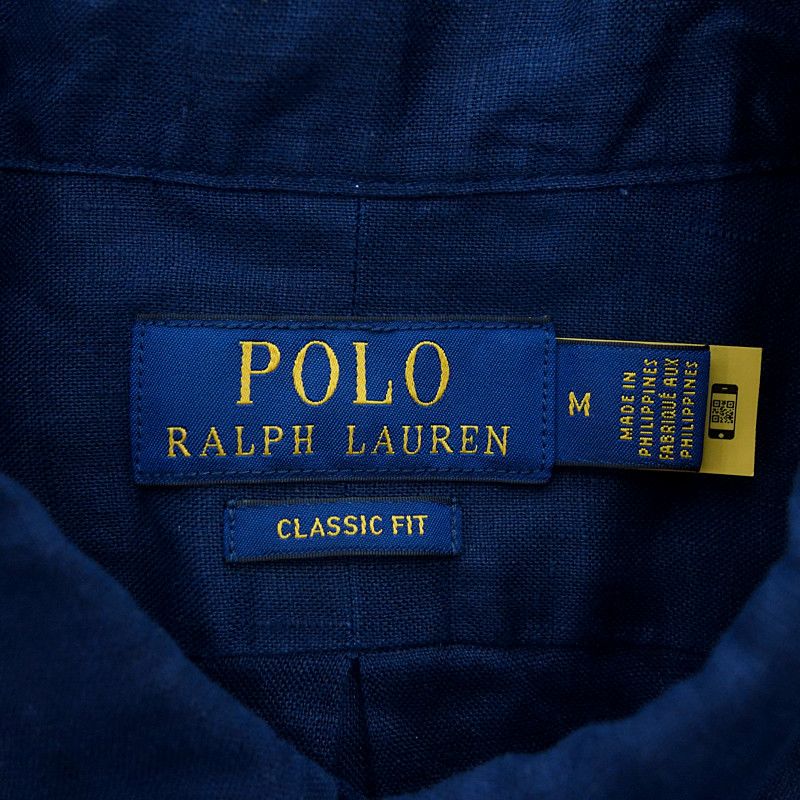 POLO
RALPH LAUREN
M
MADE IN
PHILIPPINES
FABRIQUÉ AUX
PHILIPPINES
CLASSIC FIT